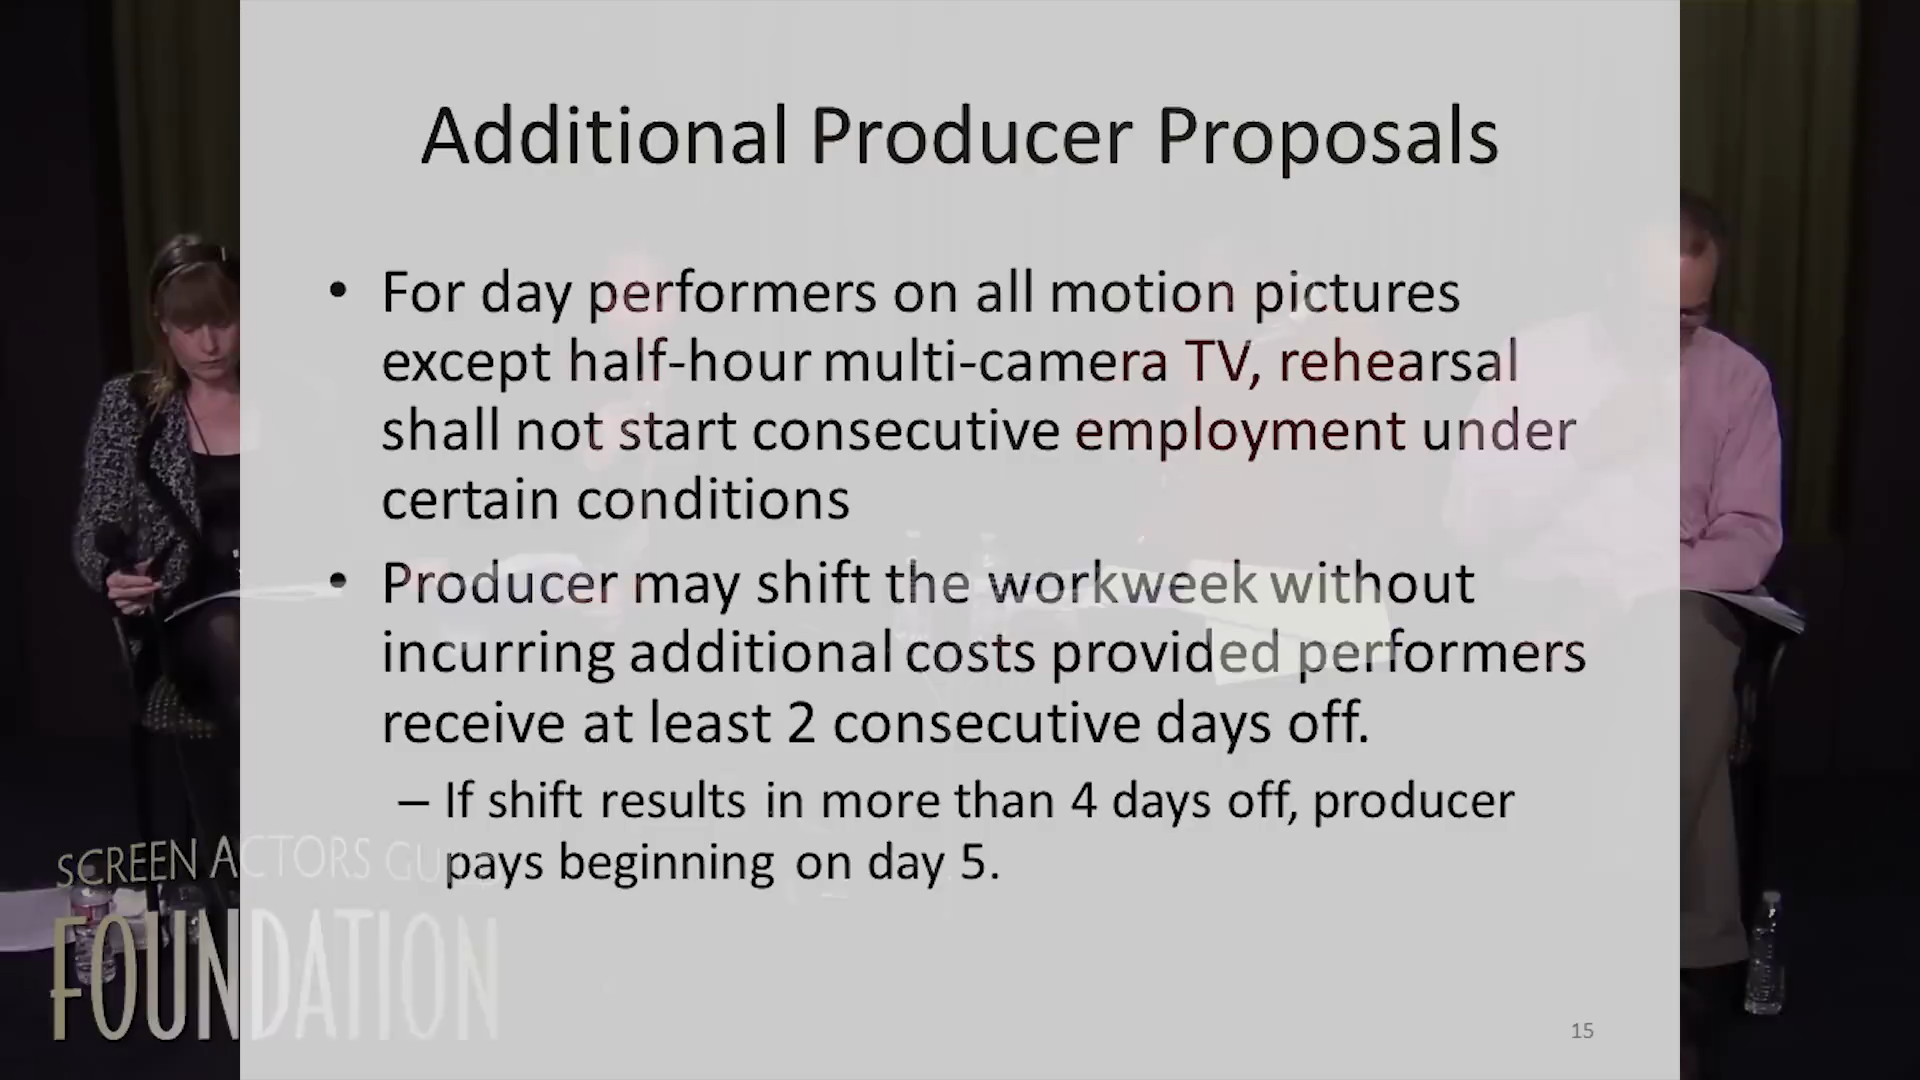 Additional Producer Proposals
• For day performers on all motion pictures
except half-hour multi-camera TV, rehearsal
shall not start consecutive employment under
certain conditions
• Producer may shift the workweek without
incurring additional costs provided performers
receive at least 2 consecutive days off.
– If shift results in more than 4 days off, producer
pays beginning on day 5.
SCREEN ACTORS GUILD
FOUNDATION
15